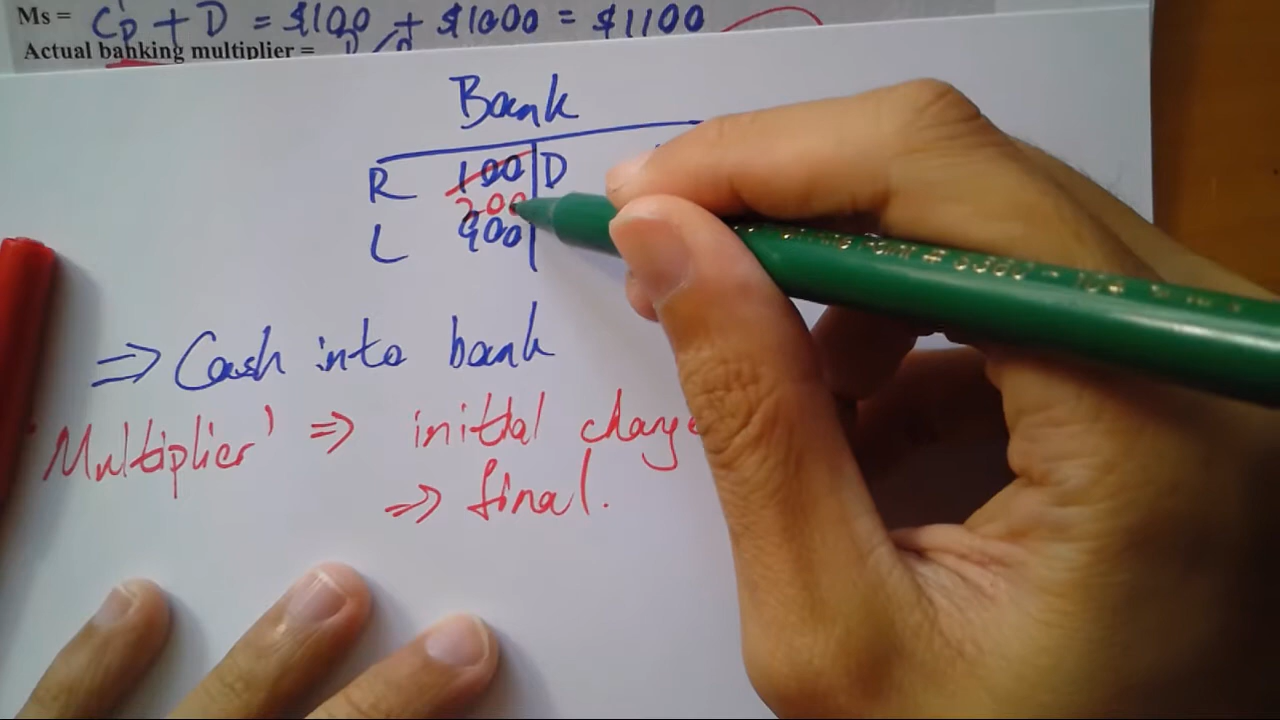 Ms = Cp + D = $100 + $1000 = $1100
Actual banking multiplier =
Bank
R 100 D
200
L 900
⇒ Cash into bank
'Multiplier' ⇒ initial change
⇒ final.